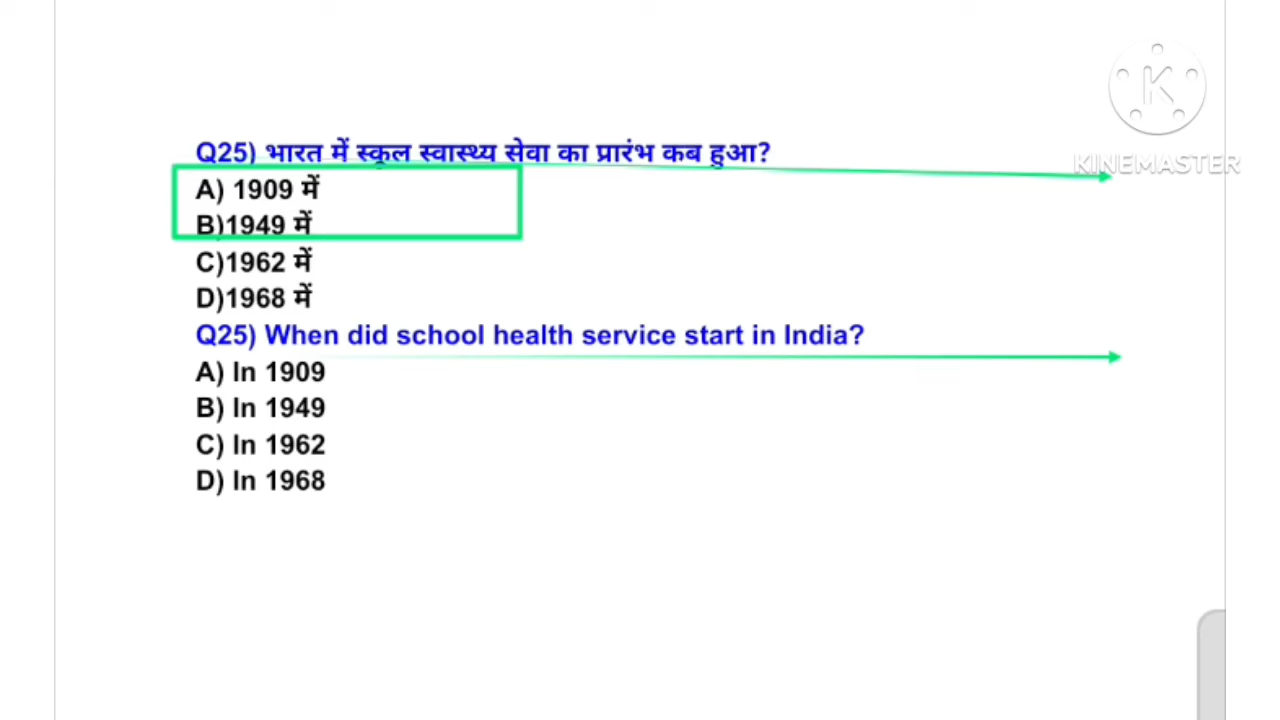 Q25) भारत में स्कूल स्वास्थ्य सेवा का प्रारंभ कब हुआ?
KINEMASTER
A) 1909 में
B)1949 में
C)1962 में
D)1968 में
Q25) When did school health service start in India?
A) In 1909
B) In 1949
C) In 1962
D) In 1968